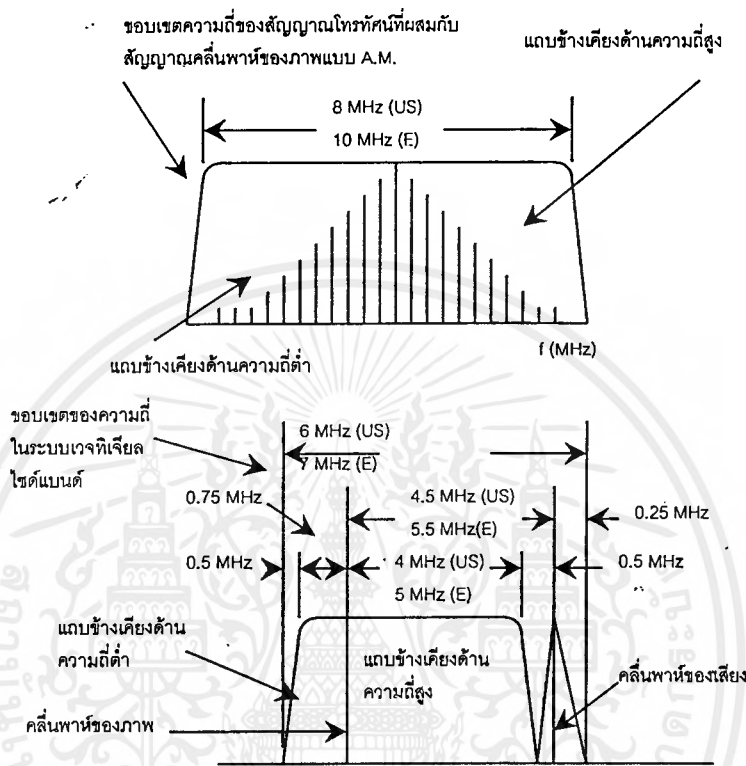 ขอบเขตความถี่ของสัญญาณโทรทัศน์ที่ผสมกับ
สัญญาณคลื่นพาห์ของภาพแบบ A.M.
แถบข้างเคียงด้านความถี่สูง
8 MHz (US)
10 MHz (E)
แถบข้างเคียงด้านความถี่ต่ำ
f (MHz)
ขอบเขตของความถี่
ในระบบเวจทิเจียล
ไซด์แบนด์
6 MHz (US)
7 MHz (E)
0.75 MHz
4.5 MHz (US)
5.5 MHz(E)
0.25 MHz
0.5 MHz
4 MHz (US)
5 MHz (E)
0.5 MHz
แถบข้างเคียงด้าน
ความถี่ต่ำ
แถบข้างเคียงด้าน
ความถี่สูง
คลื่นพาห์ของเสียง
คลื่นพาห์ของภาพ